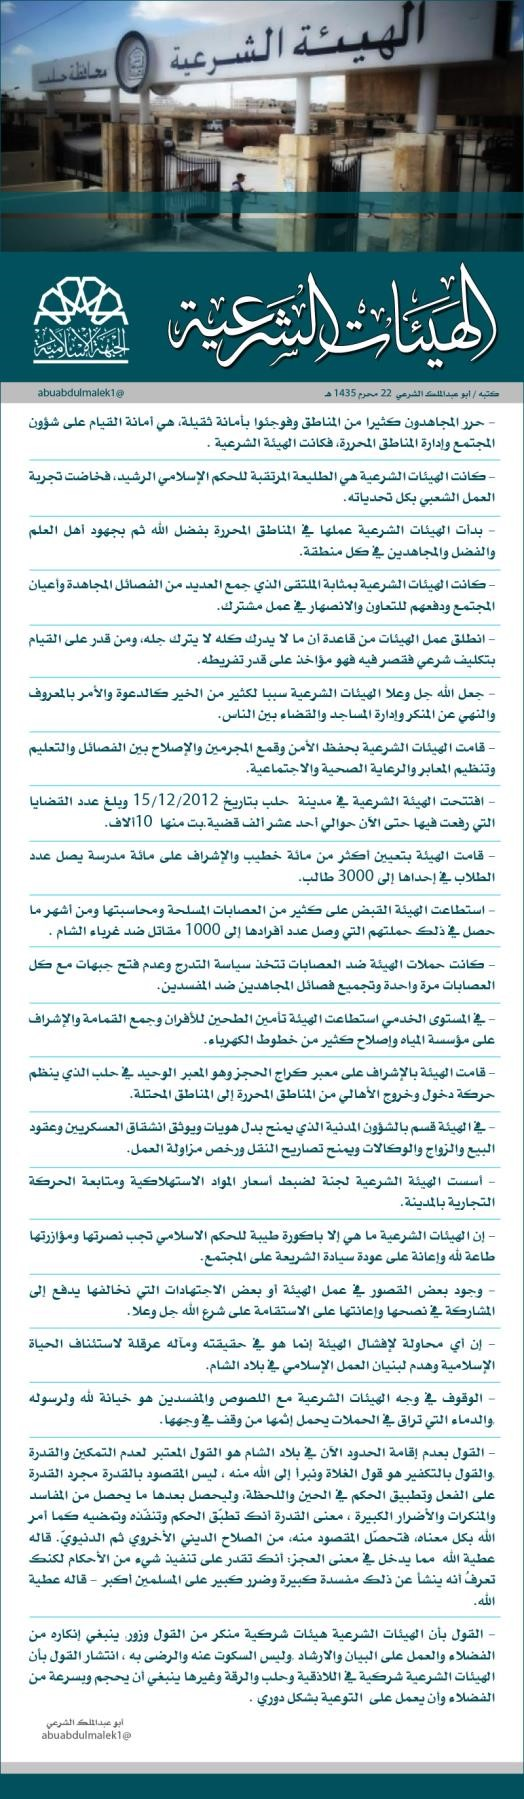 الهيئة الشرعية
محافظة حلب
الهيئات الشرعية
الجبهة الإسلامية
كتبه / أبو عبدالملك الشرعي 22 محرم 1435 هـ
@abuabdulmalek1
- حرر المجاهدون كثيرا من المناطق وفوجئوا بأمانة ثقيلة، هي أمانة القيام على شؤون
المجتمع وإدارة المناطق المحررة، فكانت الهيئة الشرعية .
- كانت الهيئات الشرعية هي الطليعة المرتقبة للحكم الإسلامي الرشيد، فخاضت تجربة
العمل الشعبي بكل تحدياته.
- بدأت الهيئات الشرعية عملها في المناطق المحررة بفضل الله ثم بجهود أهل العلم
والفضل والمجاهدين في كل منطقة.
- كانت الهيئات الشرعية بمثابة الملتقى الذي جمع العديد من الفصائل المجاهدة وأعيان
المجتمع ودفعهم للتعاون والانصهار في عمل مشترك.
- انطلق عمل الهيئات من قاعدة أن ما لا يدرك كله لا يترك جله، ومن قدر على القيام
بتكليف شرعي فقصر فيه فهو مؤاخذ على قدر تفريطه.
- جعل الله جل وعلا الهيئات الشرعية سببا لكثير من الخير كالدعوة والأمر بالمعروف
والنهي عن المنكر وإدارة المساجد والقضاء بين الناس.
- قامت الهيئات الشرعية بحفظ الأمن وقمع المجرمين والإصلاح بين الفصائل والتعليم
وتنظيم المعابر والرعاية الصحية والاجتماعية.
- افتتحت الهيئة الشرعية في مدينة حلب بتاريخ 15/12/2012 وبلغ عدد القضايا
التي رفعت فيها حتى الآن حوالي أحد عشر ألف قضية.بت منها 10آلاف.
- قامت الهيئة بتعيين أكثر من مائة خطيب والإشراف على مائة مدرسة يصل عدد
الطلاب في إحداها إلى 3000 طالب.
- استطاعت الهيئة القبض على كثير من العصابات المسلحة ومحاسبتها ومن أشهر ما
حصل في ذلك حملتهم التي وصل عدد أفرادها إلى 1000 مقاتل ضد غرباء الشام .
- كانت حملات الهيئة ضد العصابات تتخذ سياسة التدرج وعدم فتح جبهات مع كل
العصابات مرة واحدة وتجميع فصائل المجاهدين ضد المفسدين.
- في المستوى الخدمي استطاعت الهيئة تأمين الطحين للأفران وجمع القمامة والإشراف
على مؤسسة المياه وإصلاح كثير من خطوط الكهرباء.
- قامت الهيئة بالإشراف على معبر كراج الحجز وهو المعبر الوحيد في حلب الذي ينظم
حركة دخول وخروج الأهالي من المناطق المحررة إلى المناطق المحتلة.
- في الهيئة قسم بالشؤون المدنية الذي يمنح بدل هويات ويوثق انشقاق العسكريين وعقود
البيع والزواج والوكالات ويمنح تصاريح النقل ورخص مزاولة العمل.
- أسست الهيئة الشرعية لجنة لضبط أسعار المواد الاستهلاكية ومتابعة الحركة
التجارية بالمدينة.
- إن الهيئات الشرعية ما هي إلا باكورة طيبة للحكم الاسلامي تجب نصرتها ومؤازرتها
طاعة لله وإعانة على عودة سيادة الشريعة على المجتمع.
- وجود بعض القصور في عمل الهيئة أو بعض الاجتهادات التي نخالفها يدفع إلى
المشاركة في نصحها وإعانتها على الاستقامة على شرع الله جل وعلا.
- إن أي محاولة لإفشال الهيئة إنما هو في حقيقته ومآله عرقلة لاستئناف الحياة
الإسلامية وهدم لبنيان العمل الإسلامي في بلاد الشام.
- الوقوف في وجه الهيئات الشرعية مع اللصوص والمفسدين هو خيانة لله ولرسوله
والدماء التي تراق في الحملات يحمل إثمها من وقف في وجهها.
- القول بعدم إقامة الحدود الآن في بلاد الشام هو القول المعتبر لعدم التمكين والقدرة
والقول بالتكفير هو قول الغلاة ونبرأ إلى الله منه ، ليس المقصود بالقدرة مجرد القدرة
على الفعل وتطبيق الحكم في الحين واللحظة، وليحصل بعدها ما يحصل من المفاسد
والمنكرات والأضرار الكبيرة ، معنى القدرة أنك تطبّق الحكم وتنفّذه وتمضيه كما أمر
الله بكل معناه، فتحصّل المقصود منه، من الصلاح الديني الأخروي ثم الدنيويّ. قاله
عطية الله مما يدخل في معنى العجز: أنك تقدر على تنفيذ شيء من الأحكام لكنك
تعرفُ أنه ينشأ عن ذلك مفسدة كبيرة وضرر كبير على المسلمين أكبر - قاله عطية
الله.
- القول بأن الهيئات الشرعية هيئات شركية منكر من القول وزور، ينبغي إنكاره من
الفضلاء والعمل على البيان والارشاد .وليس السكوت عنه والرضى به ، انتشار القول بأن
الهيئات الشرعية شركية في اللاذقية وحلب والرقة وغيرها ينبغي أن يحجم وبسرعة من
الفضلاء وأن يعمل على التوعية بشكل دوري .
أبو عبدالملك الشرعي
@abuabdulmalek1